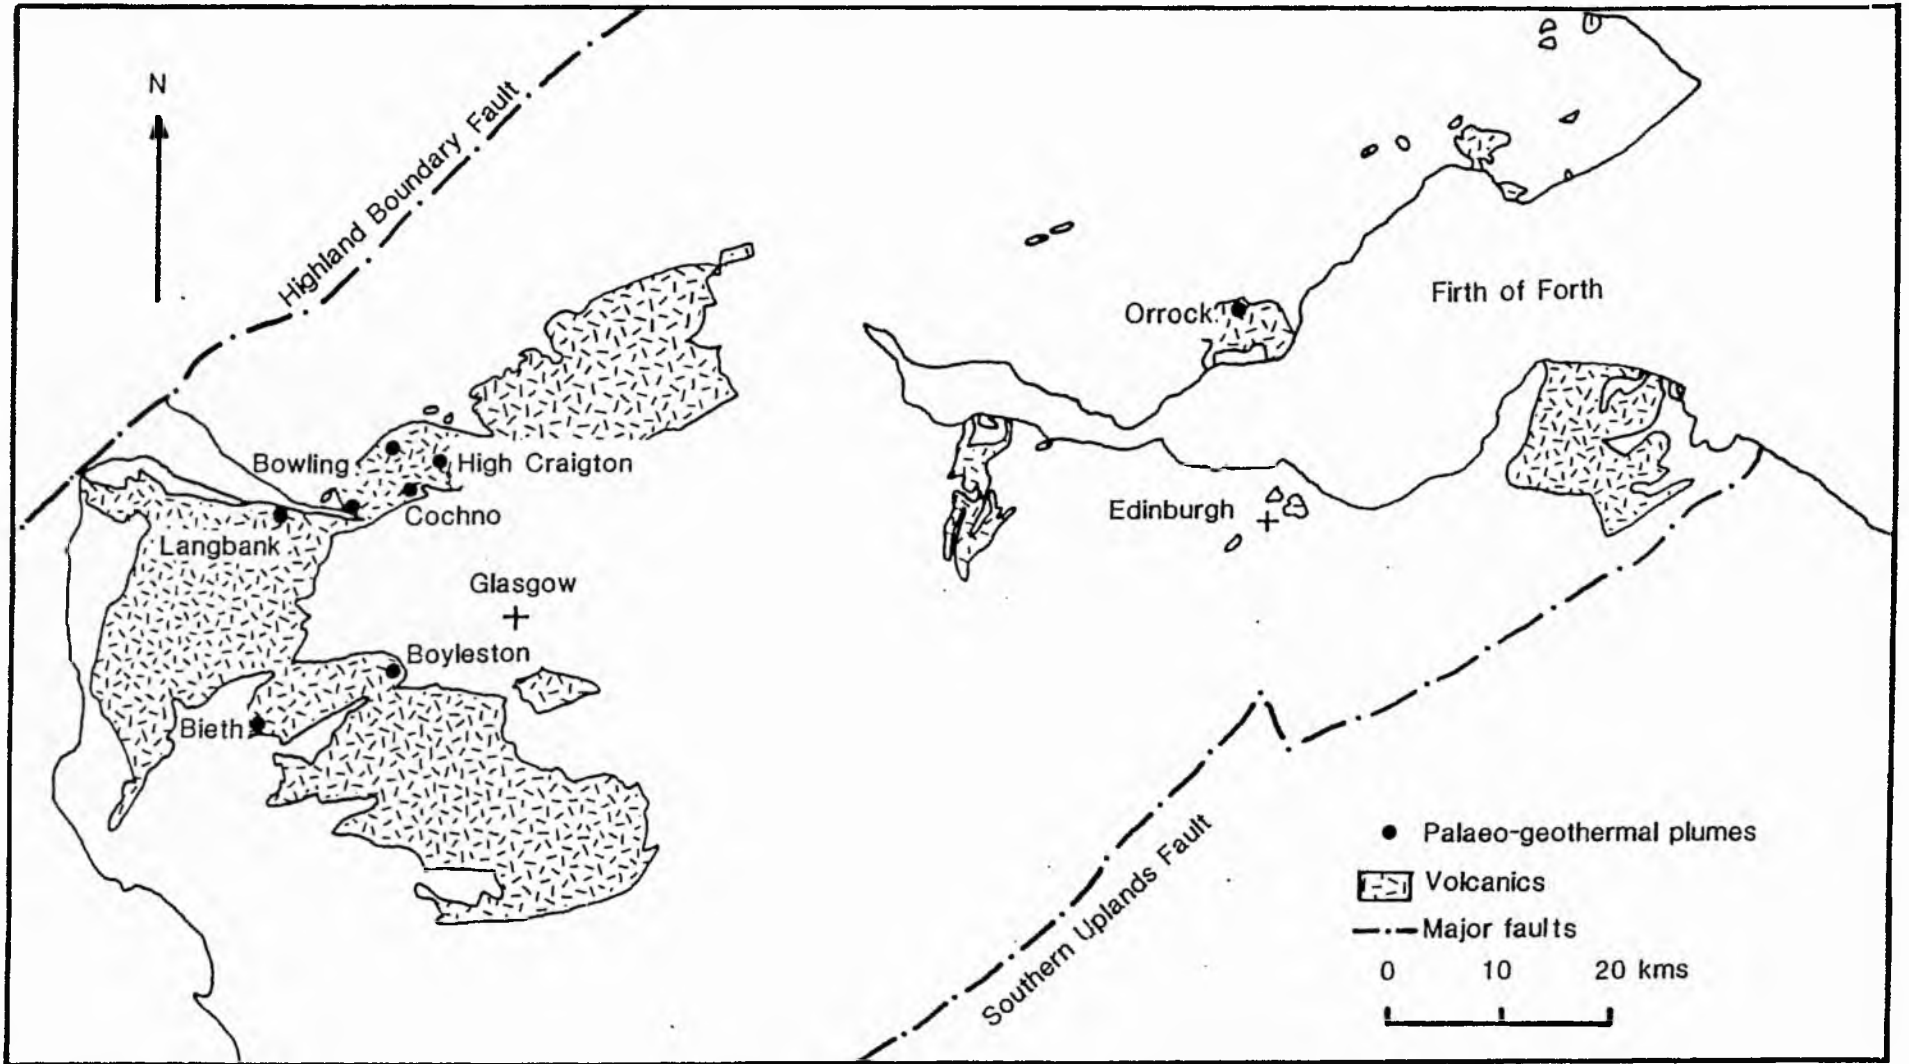 N
Highland Boundary Fault
Firth of Forth
Orrock
Bowling
High Craigton
Cochno
Edinburgh
Langbank
Glasgow
Boyleston
Bieth
Southern Uplands Fault
Palaeo-geothermal plumes
Volcanics
Major faults
0 10 20 kms